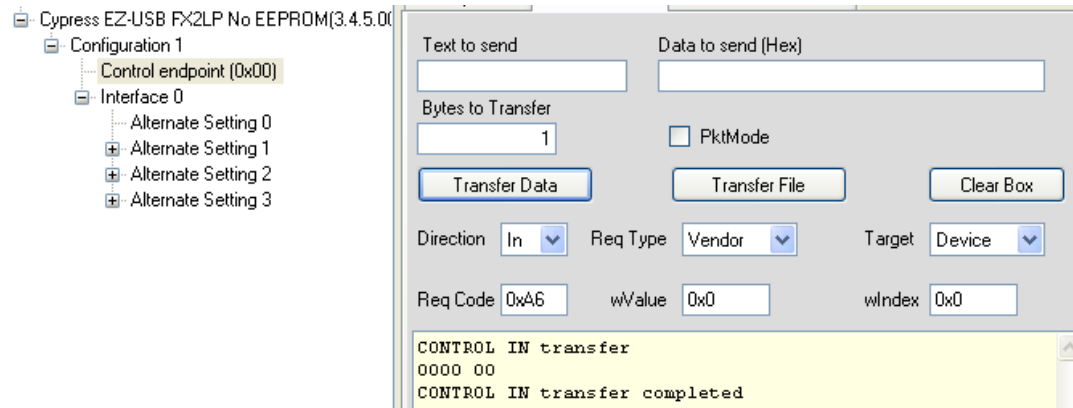 Cypress EZ-USB FX2LP No EEPROM(3.4.5.0
Configuration 1
Control endpoint (0x00)
Interface 0
Alternate Setting 0
Alternate Setting 1
Alternate Setting 2
Alternate Setting 3
Text to send Data to send (Hex)
Bytes to Transfer
1 PktMode
Transfer Data Transfer File Clear Box
Direction In Req Type Vendor Target Device
Req Code 0xA6 wValue 0x0 wIndex 0x0
CONTROL IN transfer
0000 00
CONTROL IN transfer completed